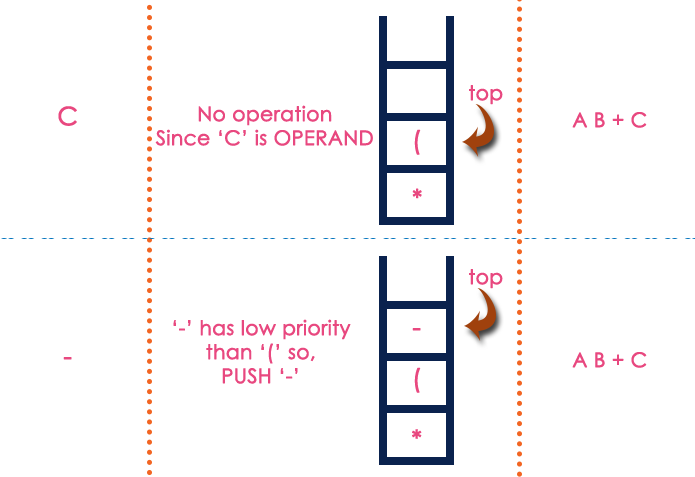 C
No operation
Since ‘C’ is OPERAND
(
*
top
A B + C
-
‘-’ has low priority
than ‘(’ so,
PUSH ‘-’
-
(
*
top
A B + C